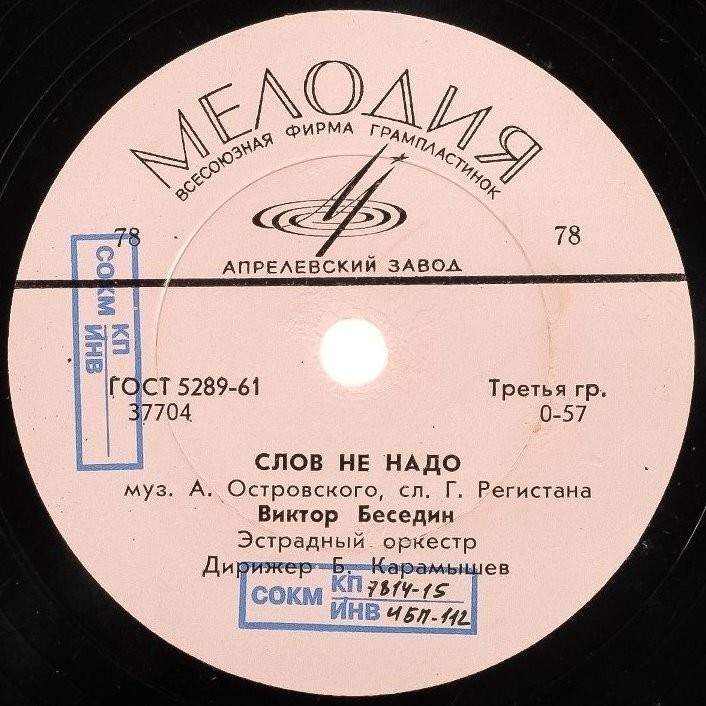 МЕЛОДИЯ
ВСЕСОЮЗНАЯ ФИРМА ГРАМПЛАСТИНОК
78 78
АПРЕЛЕВСКИЙ ЗАВОД
СОКМ КП
ИНВ
ГОСТ 5289-61 Третья гр.
37704 0-57
СЛОВ НЕ НАДО
муз. А. Островского, сл. Г. Регистана
Виктор Беседин
Эстрадный оркестр
Дирижер Б. Карамышев
СОКМ КП 7814-15
ИНВ ЧБП-112